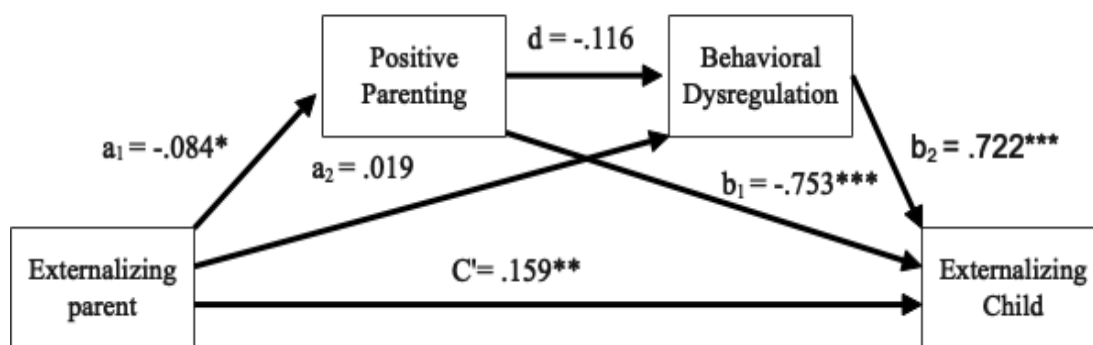 d = -.116
Positive
Parenting
Behavioral
Dysregulation
a₁ = -.084*
a₂ = .019
b₁ = -.753***
b₂ = .722***
Externalizing
parent
C'= .159**
Externalizing
Child